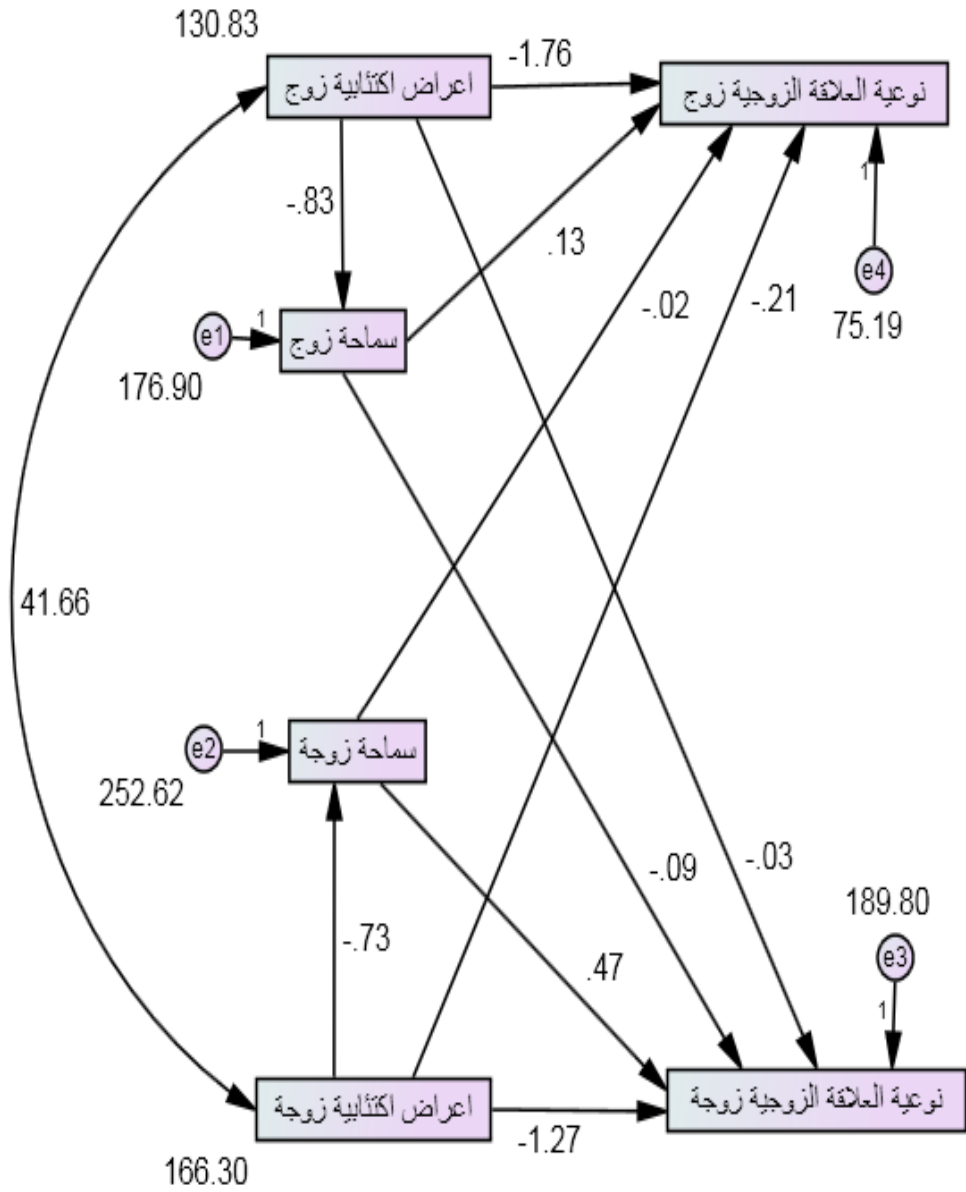 130.83
اعراض اكتئابية زوج
-1.76
نوعية العلاقة الزوجية زوج
-.83
.13
1
e4
-.02
-.21
75.19
e1
1
سماحة زوج
176.90
41.66
e2
1
سماحة زوجة
252.62
-.09
-.03
189.80
-.73
.47
e3
1
اعراض اكتئابية زوجة
-1.27
نوعية العلاقة الزوجية زوجة
166.30